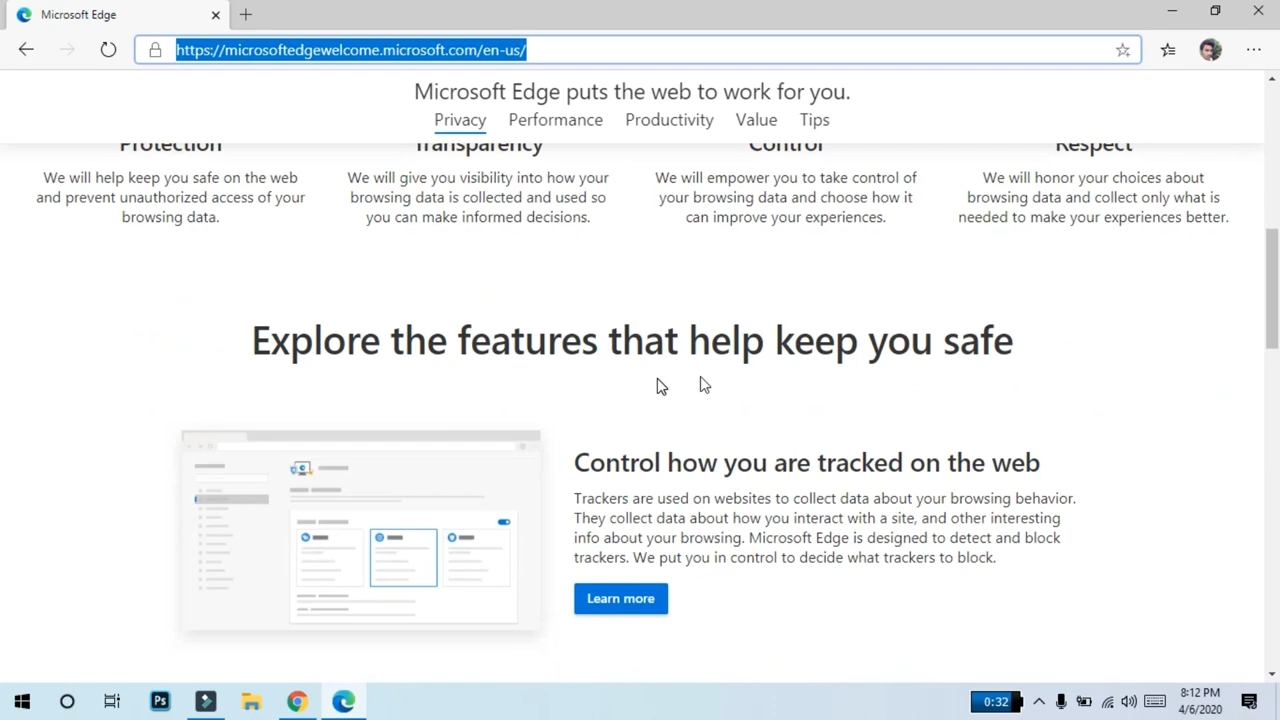 Microsoft Edge
https://microsoftedgewelcome.microsoft.com/en-us/
Microsoft Edge puts the web to work for you.
Privacy Performance Productivity Value Tips
Protection Transparency Control Respect
We will help keep you safe on the web
and prevent unauthorized access of your
browsing data.
We will give you visibility into how your
browsing data is collected and used so
you can make informed decisions.
We will empower you to take control of
your browsing data and choose how it
can improve your experiences.
We will honor your choices about
browsing data and collect only what is
needed to make your experiences better.
Explore the features that help keep you safe
Control how you are tracked on the web
Trackers are used on websites to collect data about your browsing behavior.
They collect data about how you interact with a site, and other interesting
info about your browsing. Microsoft Edge is designed to detect and block
trackers. We put you in control to decide what trackers to block.
Learn more
Ps
0:32
8:12 PM
4/6/2020